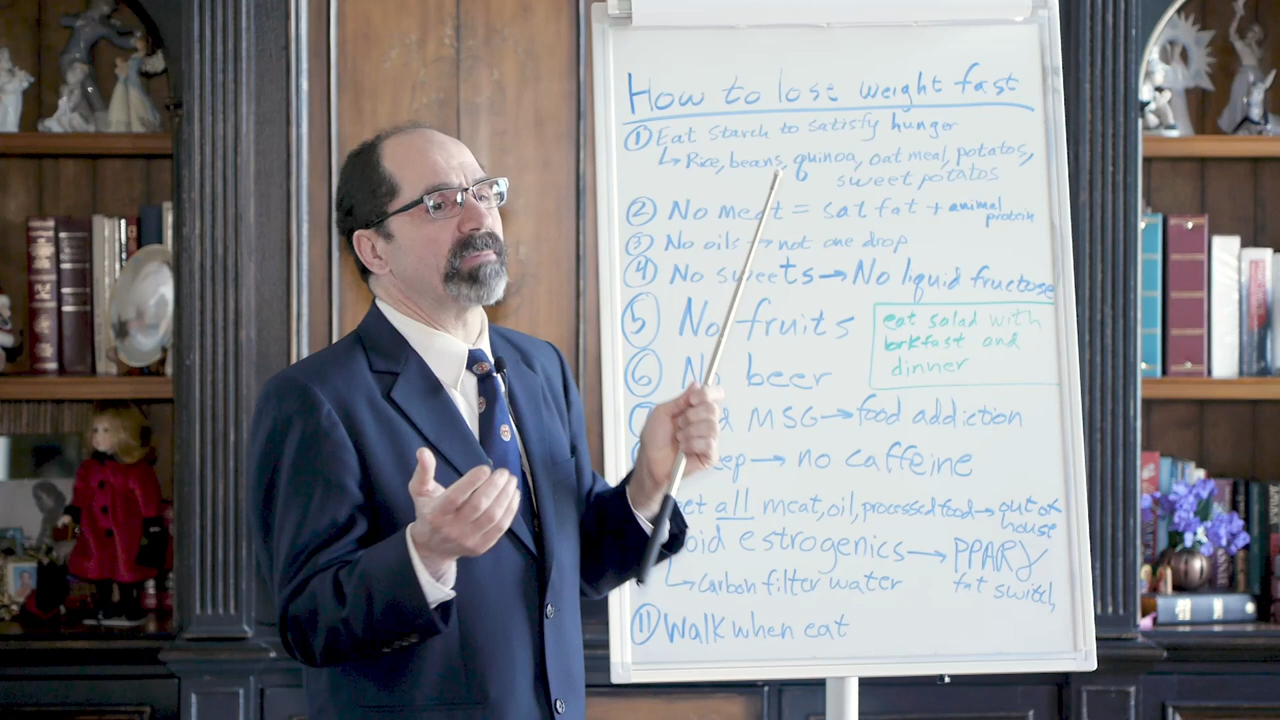 How to lose weight fast
① Eat starch to satisfy hunger
↳ Rice, beans, quinoa, oatmeal, potatos,
sweet potatos
② No meat = sat fat + animal protein
③ No oils → not one drop
④ No sweets → No liquid fructose
⑤ No fruits
eat salad with
brkfast and
dinner
⑥ No beer
MSG → food addiction
→ no caffeine
all meat, oil, processed food → out of house
estrogenics → PPARγ
fat switch
↳ Carbon filter water
⑪ Walk when eat